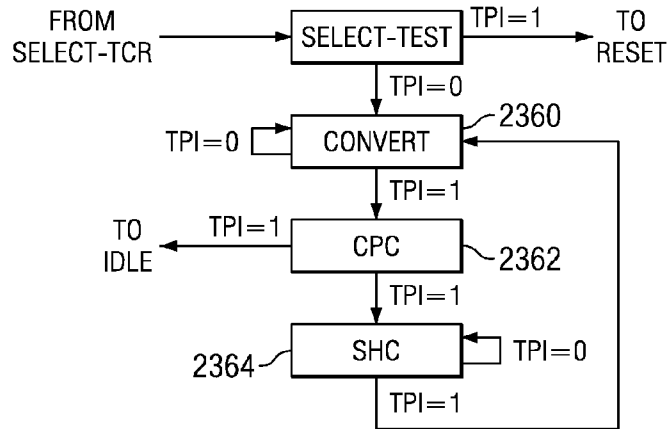 FROM
SELECT-TCR
SELECT-TEST
TPI=1
TO
RESET
TPI=0
2360
TPI=0
CONVERT
TPI=1
TO
IDLE
TPI=1
CPC
2362
TPI=1
2364
SHC
TPI=0
TPI=1